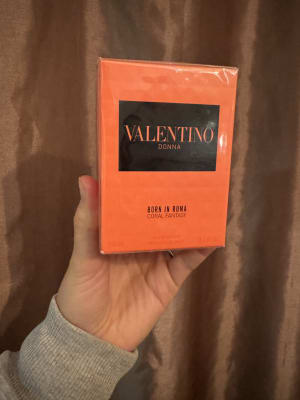 VALENTINO
DONNA
BORN IN ROMA
CORAL FANTASY